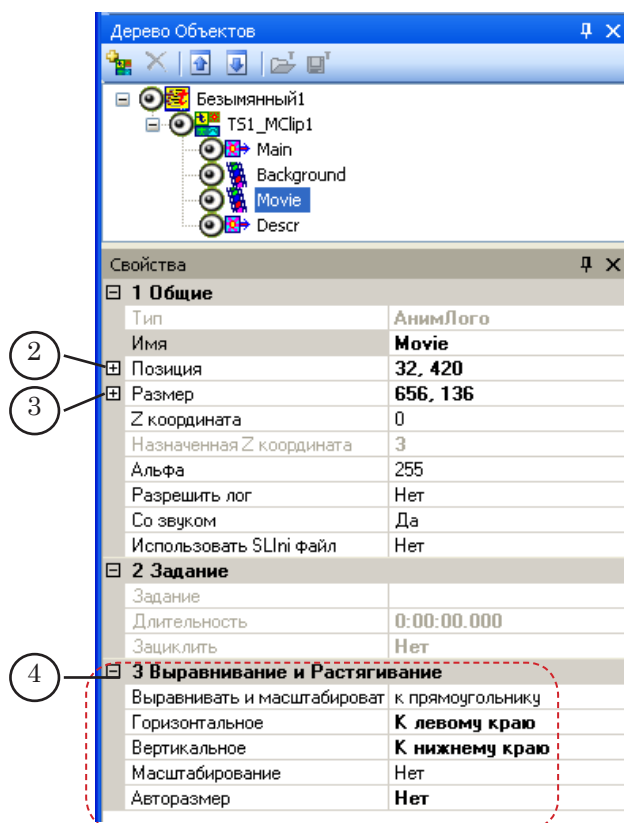 Дерево Объектов
Безымянный1
TS1_MClip1
Main
Background
Movie
Descr
Свойства
1 Общие
Тип АнимЛого
Имя Movie
2
Позиция 32, 420
3
Размер 656, 136
Z координата 0
Назначенная Z координата 3
Альфа 255
Разрешить лог Нет
Со звуком Да
Использовать SLIni файл Нет
2 Задание
Задание
Длительность 0:00:00.000
Зациклить Нет
4
3 Выравнивание и Растягивание
Выравнивать и масштабироват к прямоугольнику
Горизонтальное К левому краю
Вертикальное К нижнему краю
Масштабирование Нет
Авторазмер Нет